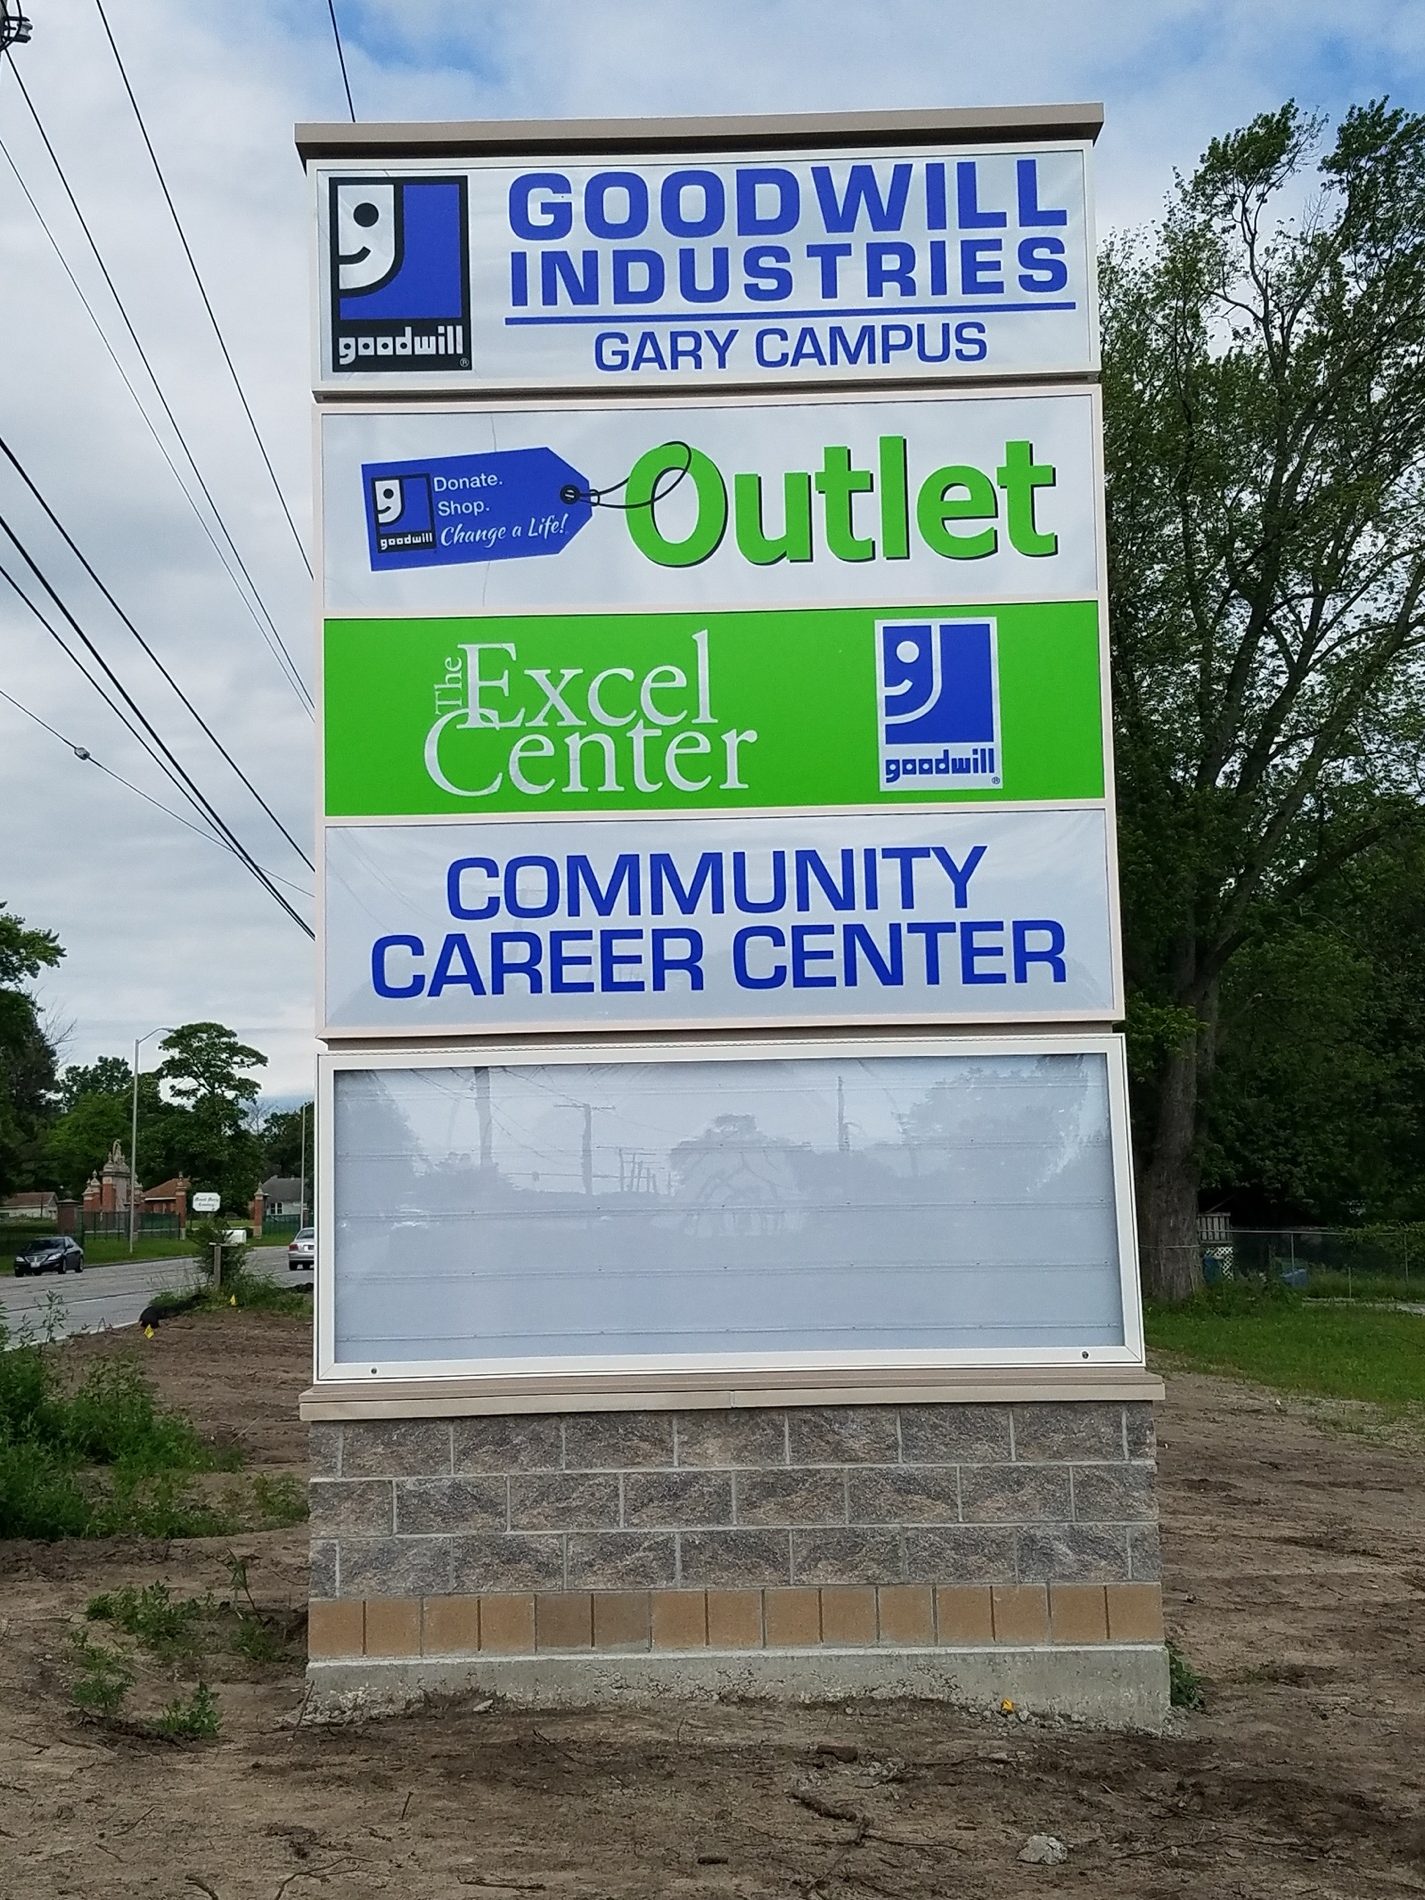 GOODWILL
INDUSTRIES
goodwill®
GARY CAMPUS
Donate.
Shop.
Change a Life!
goodwill
Outlet
The Excel
Center
goodwill®
COMMUNITY
CAREER CENTER